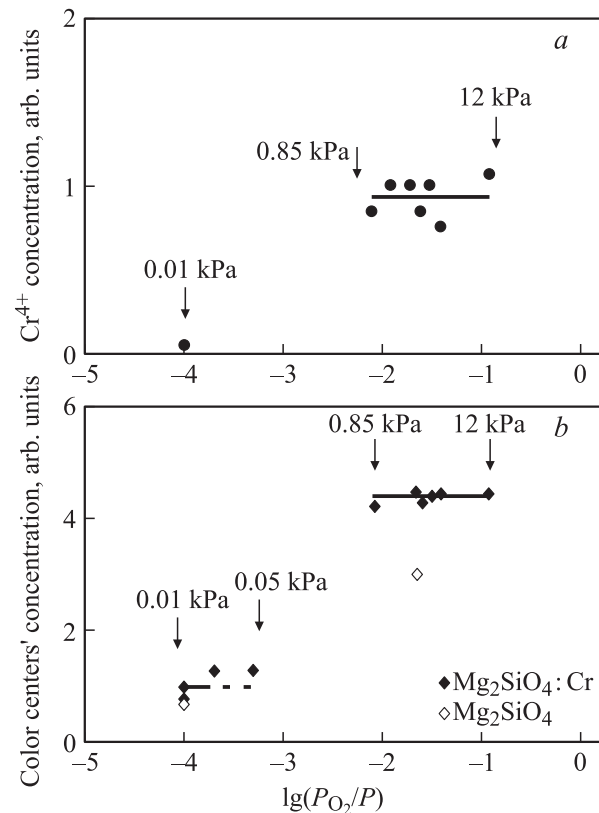 2
a
12 kPa
0.85 kPa
1
0.01 kPa
0
–5 –4 –3 –2 –1 0
Cr⁴⁺ concentration, arb. units
6
0.85 kPa 12 kPa b
4
0.05 kPa
0.01 kPa
2
Mg₂SiO₄ : Cr
Mg₂SiO₄
0
–5 –4 –3 –2 –1 0
Color centers' concentration, arb. units
lg(P_O₂/P)